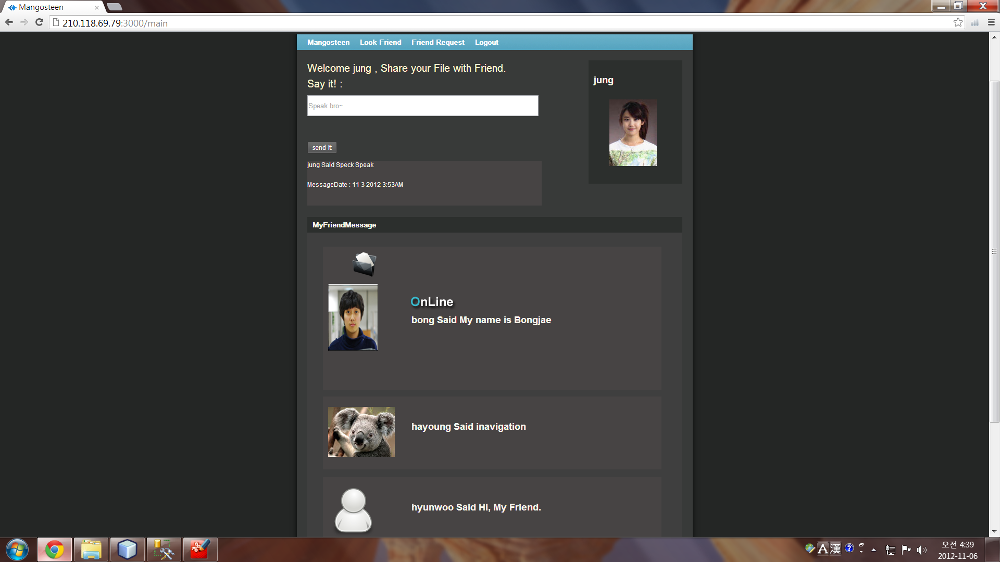 Mangosteen
210.118.69.79:3000/main
Mangosteen Look Friend Friend Request Logout
Welcome jung , Share your File with Friend.
Say it! :
Speak bro~
send it
jung Said Speck Speak
MessageDate : 11 3 2012 3:53AM
jung
MyFriendMessage
OnLine
bong Said My name is Bongjae
hayoung Said inavigation
hyunwoo Said Hi, My Friend.
A 漢 ?
오전 4:39
2012-11-06